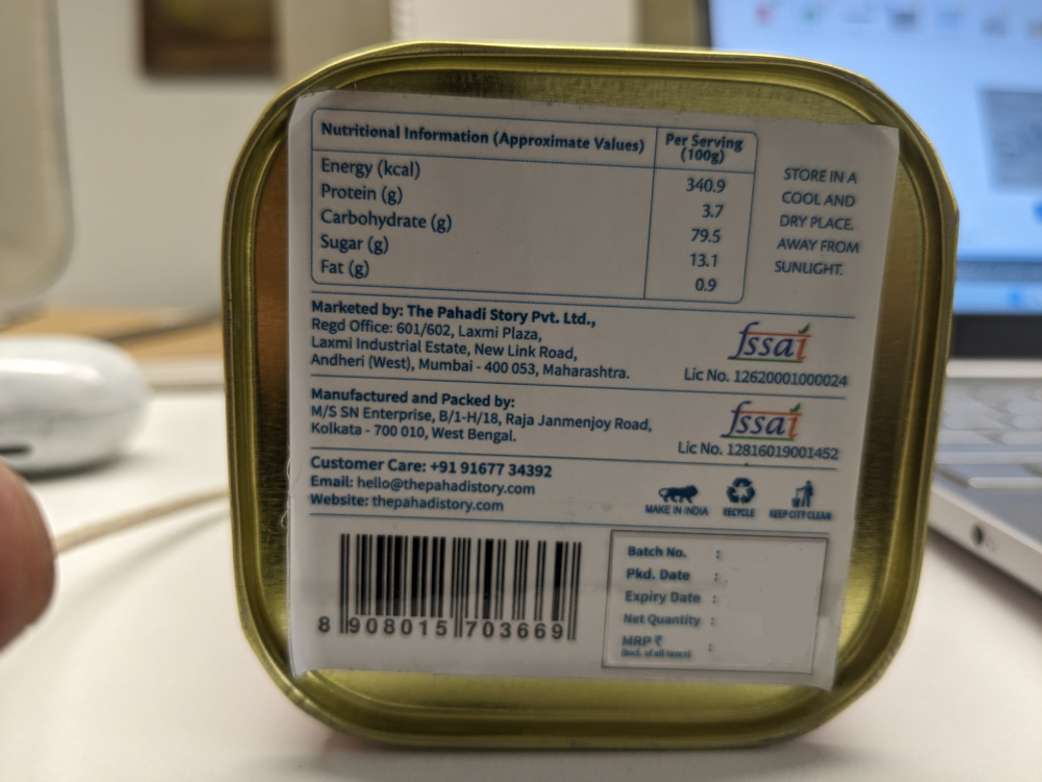 Nutritional Information (Approximate Values) Per Serving (100g)
Energy (kcal) 340.9
Protein (g) 3.7
Carbohydrate (g) 79.5
Sugar (g) 13.1
Fat (g) 0.9
STORE IN A
COOL AND
DRY PLACE.
AWAY FROM
SUNLIGHT.
Marketed by: The Pahadi Story Pvt. Ltd.,
Regd Office: 601/602, Laxmi Plaza,
Laxmi Industrial Estate, New Link Road,
Andheri (West), Mumbai - 400 053, Maharashtra.
fssai
Lic No. 12620001000024
Manufactured and Packed by:
M/S SN Enterprise, B/1-H/18, Raja Janmenjoy Road,
Kolkata - 700 010, West Bengal.
fssai
Lic No. 12816019001452
Customer Care: +91 91677 34392
Email: hello@thepahadistory.com
Website: thepahadistory.com
MAKE IN INDIA
RECYCLE
KEEP CITY CLEAN
8 908015 703669
Batch No. :
Pkd. Date :
Expiry Date :
Net Quantity :
MRP ₹ :
(Incl. of all taxes)